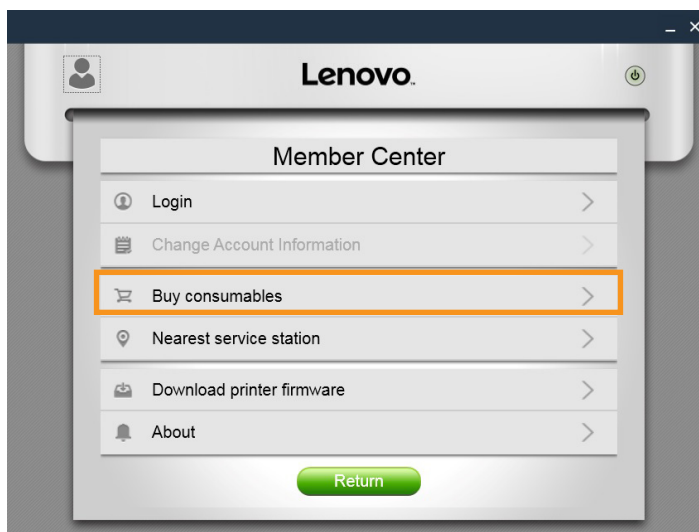 Lenovo.
Member Center
Login
Change Account Information
Buy consumables
Nearest service station
Download printer firmware
About
Return